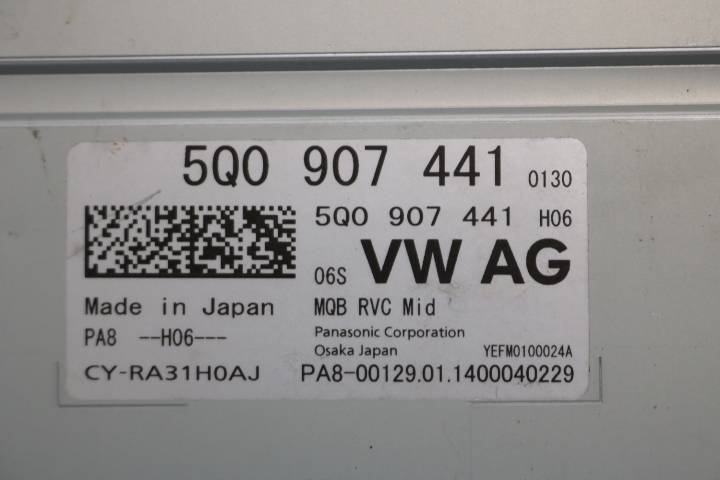 5Q0 907 441 0130
5Q0 907 441 H06
06S VW AG
Made in Japan MQB RVC Mid
PA8 --H06--- Panasonic Corporation
Osaka Japan YEFM0100024A
CY-RA31H0AJ PA8-00129.01.1400040229